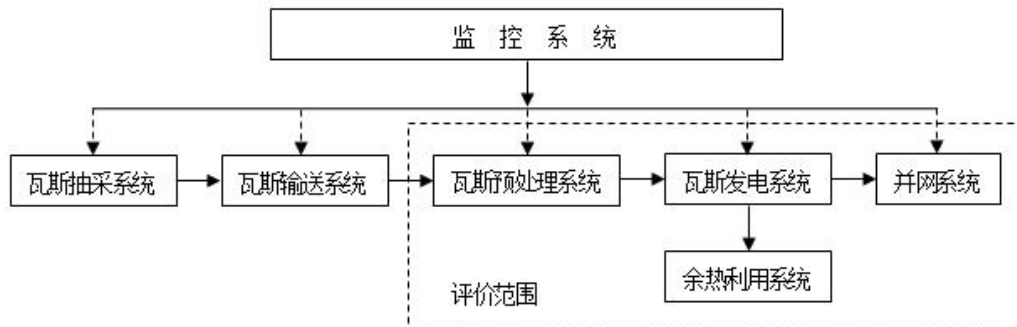 监 控 系 统
瓦斯抽采系统
瓦斯输送系统
瓦斯预处理系统
瓦斯发电系统
并网系统
余热利用系统
评价范围